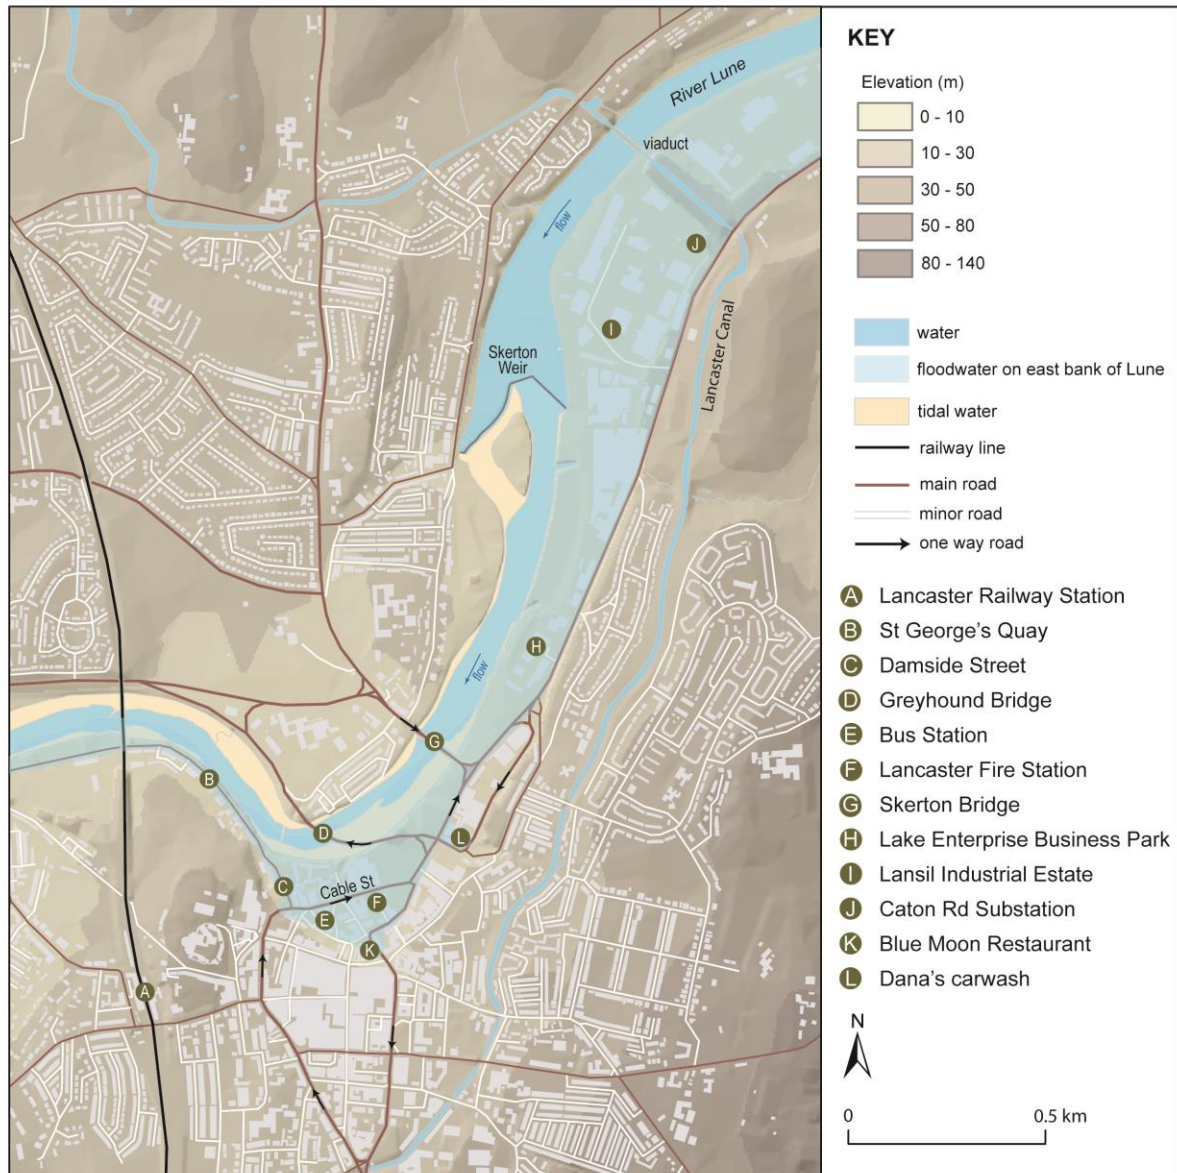 River Lune
viaduct
flow
J
I
Lancaster Canal
Skerton
Weir
H
flow
G
B
D
L
C
Cable St
F
E
K
A
KEY
Elevation (m)
0 - 10
10 - 30
30 - 50
50 - 80
80 - 140
water
floodwater on east bank of Lune
tidal water
railway line
main road
minor road
one way road
A Lancaster Railway Station
B St George's Quay
C Damside Street
D Greyhound Bridge
E Bus Station
F Lancaster Fire Station
G Skerton Bridge
H Lake Enterprise Business Park
I Lansil Industrial Estate
J Caton Rd Substation
K Blue Moon Restaurant
L Dana's carwash
N
0 0.5 km